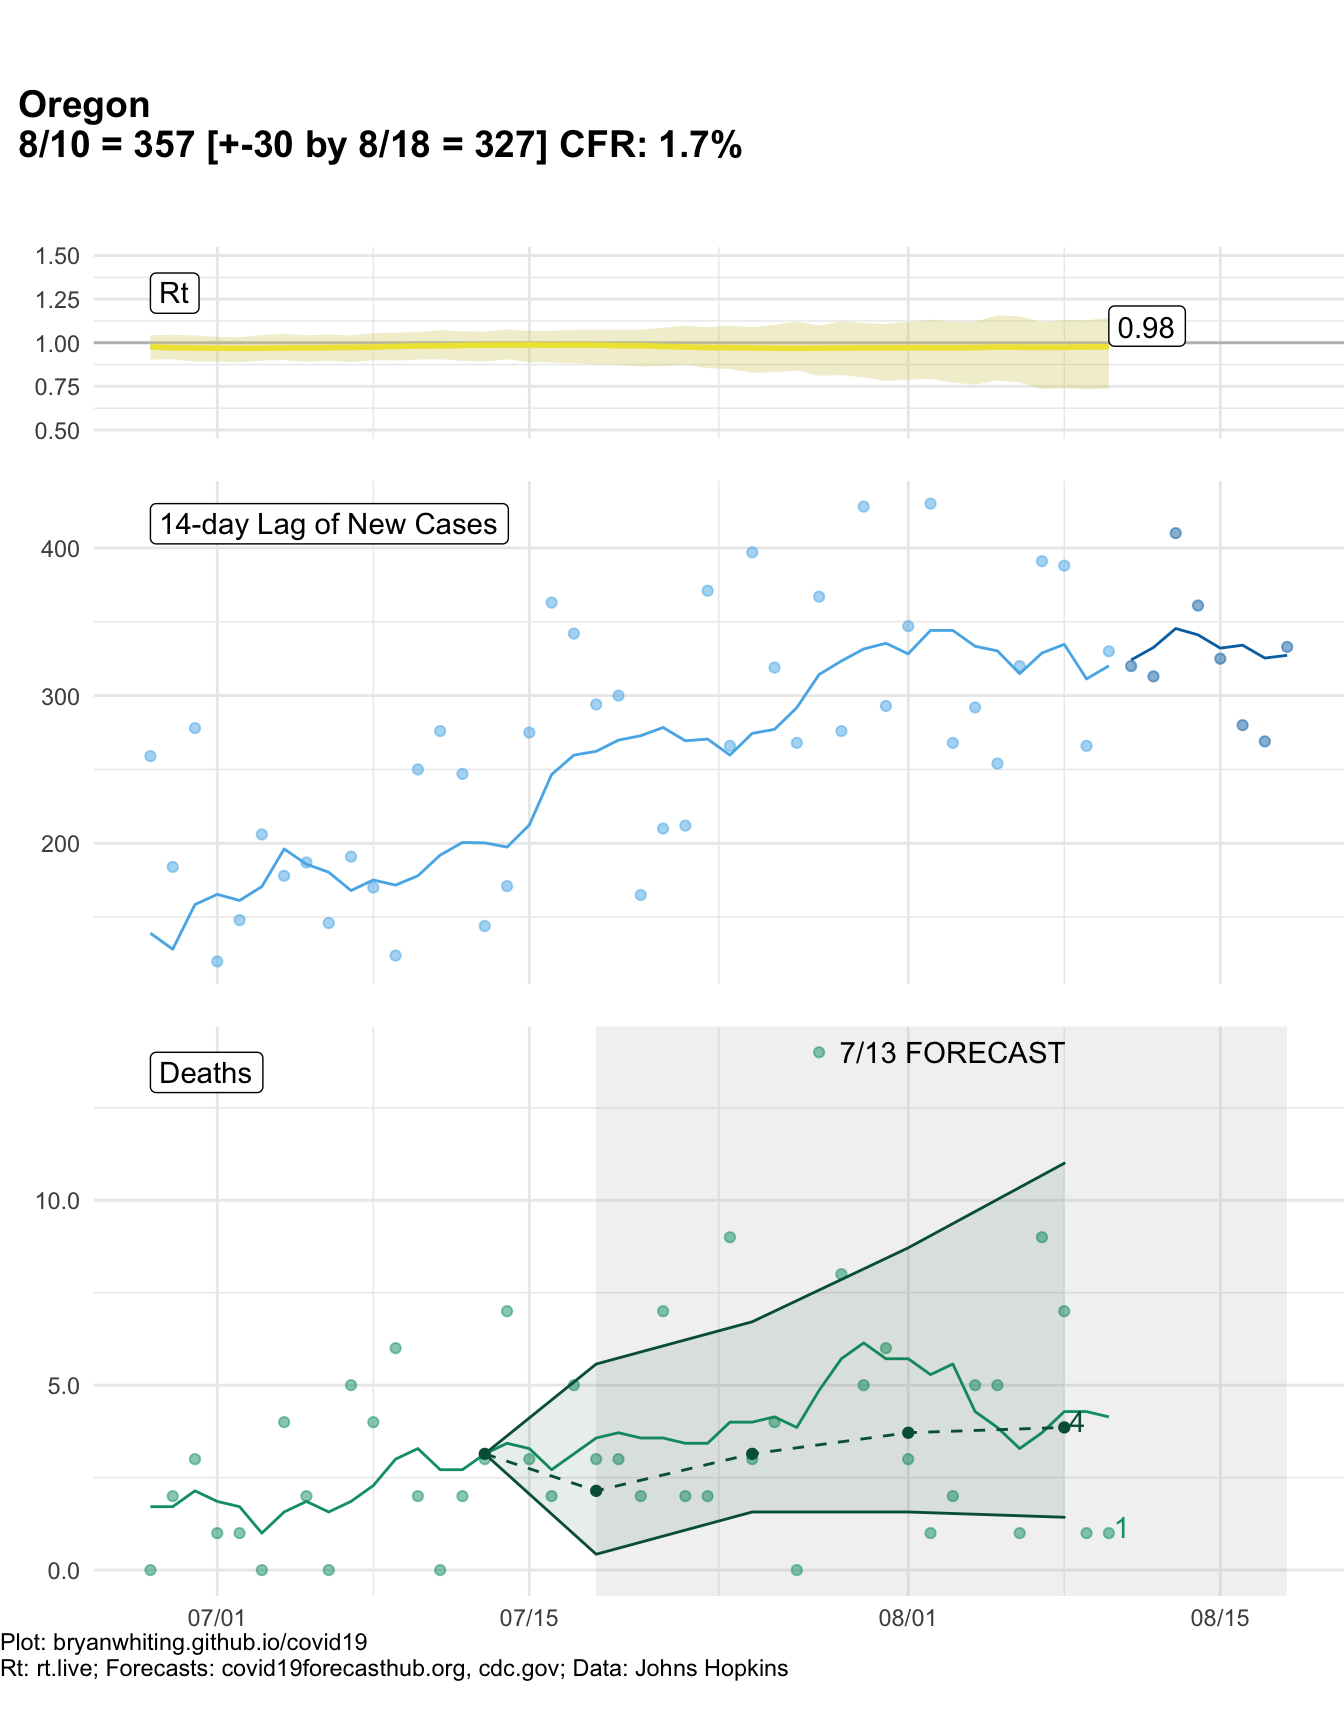 Oregon
8/10 = 357 [+-30 by 8/18 = 327] CFR: 1.7%
1.50
1.25
1.00
0.75
0.50
Rt
0.98
14-day Lag of New Cases
400
300
200
Deaths
7/13 FORECAST
10.0
5.0
0.0
4
1
07/01
07/15
08/01
08/15
Plot: bryanwhiting.github.io/covid19
Rt: rt.live; Forecasts: covid19forecasthub.org, cdc.gov; Data: Johns Hopkins